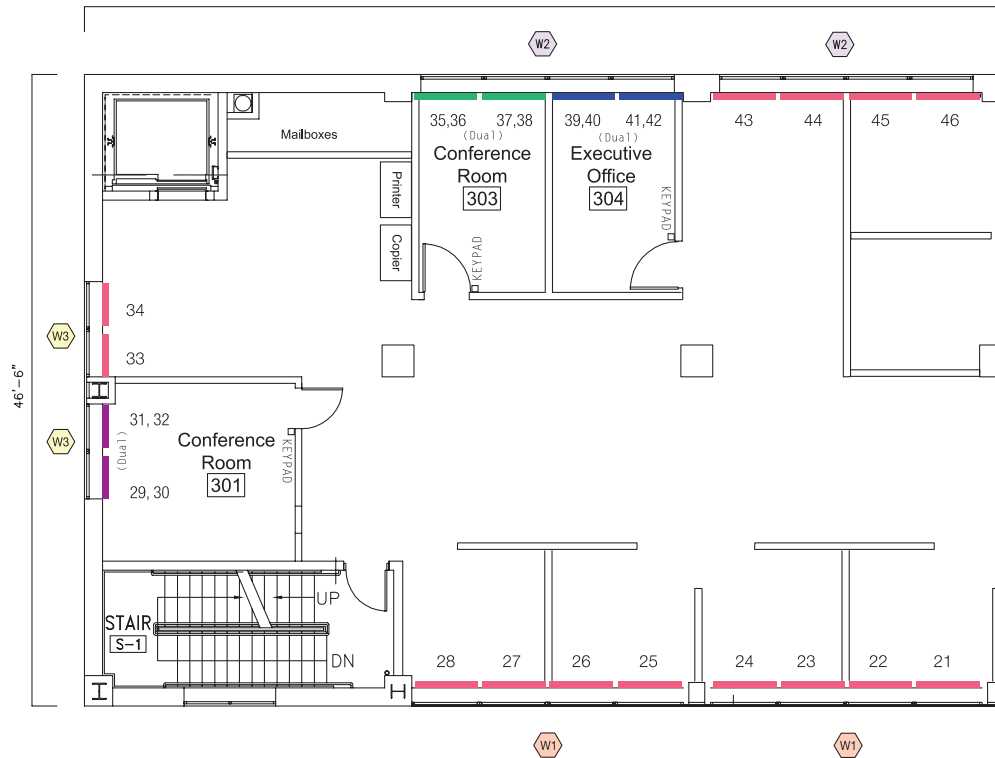 W2
W2
Mailboxes
35,36
37,38
(Dual)
Conference
Room
303
39,40
41,42
(Dual)
Executive
Office
304
43
44
45
46
Printer
Copier
KEYPAD
KEYPAD
34
33
W3
46'-6"
W3
31, 32
(Dual)
29, 30
Conference
Room
301
KEYPAD
UP
STAIR
S-1
DN
28
27
26
25
24
23
22
21
W1
W1